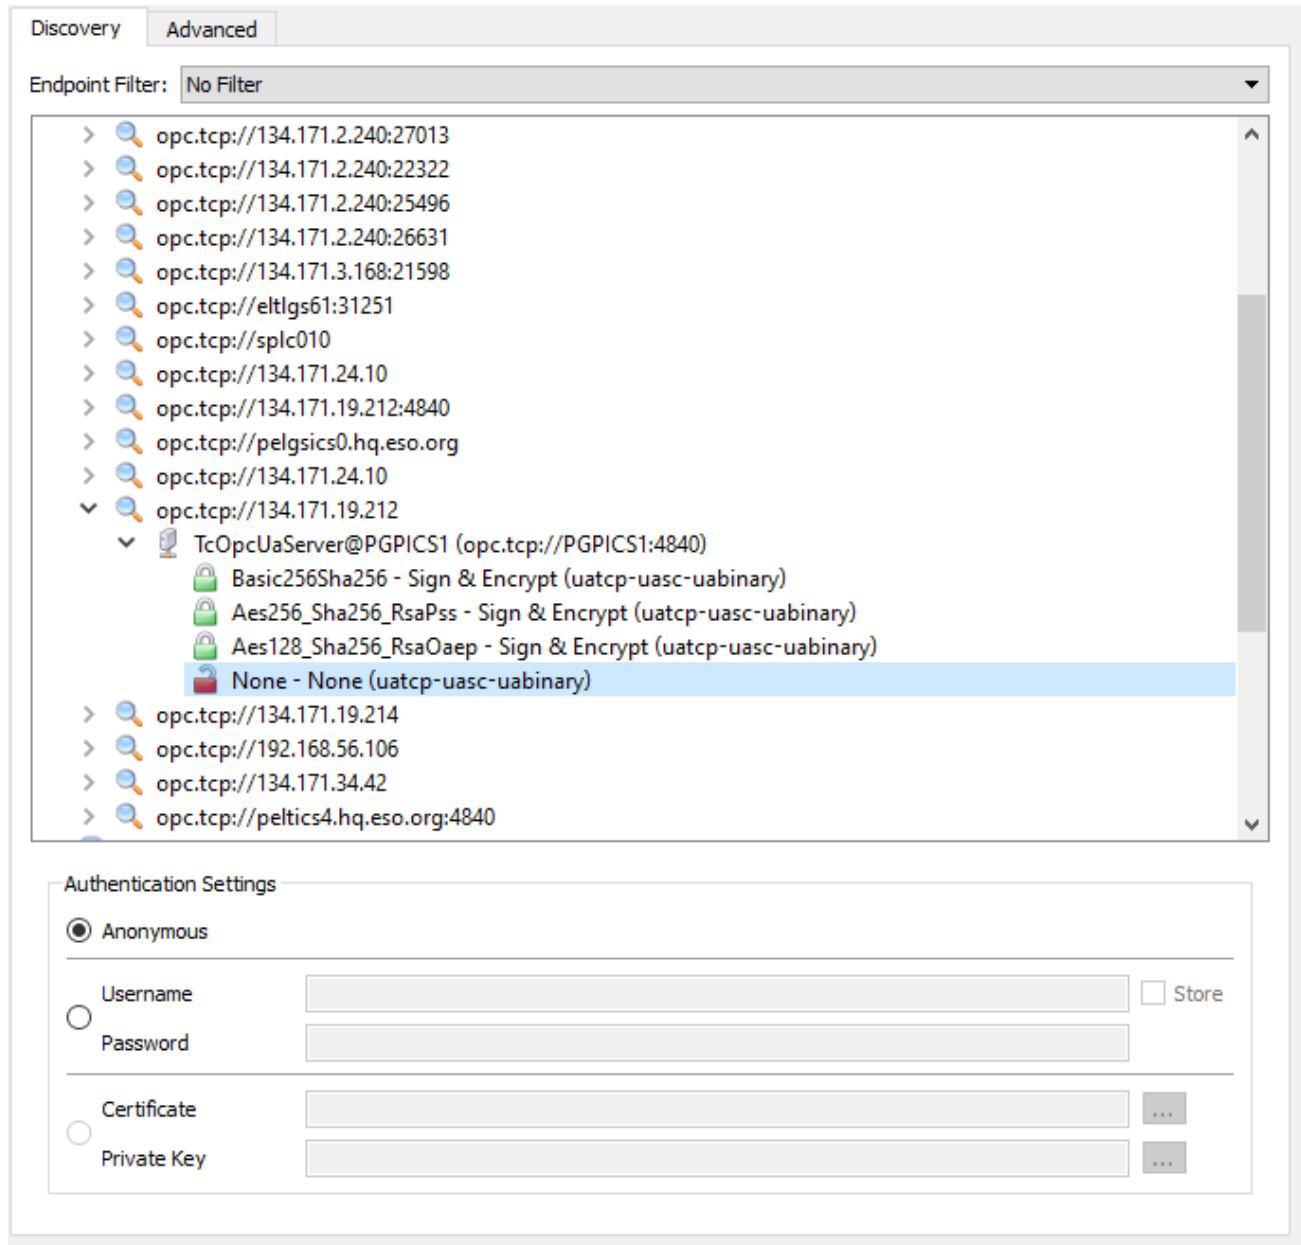 Discovery Advanced
Endpoint Filter: No Filter
opc.tcp://134.171.2.240:27013
opc.tcp://134.171.2.240:22322
opc.tcp://134.171.2.240:25496
opc.tcp://134.171.2.240:26631
opc.tcp://134.171.3.168:21598
opc.tcp://eltlgs61:31251
opc.tcp://splc010
opc.tcp://134.171.24.10
opc.tcp://134.171.19.212:4840
opc.tcp://pelgsics0.hq.eso.org
opc.tcp://134.171.24.10
opc.tcp://134.171.19.212
TcOpcUaServer@PGPICS1 (opc.tcp://PGPICS1:4840)
Basic256Sha256 - Sign & Encrypt (uatcp-uasc-uabinary)
Aes256_Sha256_RsaPss - Sign & Encrypt (uatcp-uasc-uabinary)
Aes128_Sha256_RsaOaep - Sign & Encrypt (uatcp-uasc-uabinary)
None - None (uatcp-uasc-uabinary)
opc.tcp://134.171.19.214
opc.tcp://192.168.56.106
opc.tcp://134.171.34.42
opc.tcp://peltics4.hq.eso.org:4840
Authentication Settings
Anonymous
Username Store
Password
Certificate ...
Private Key ...